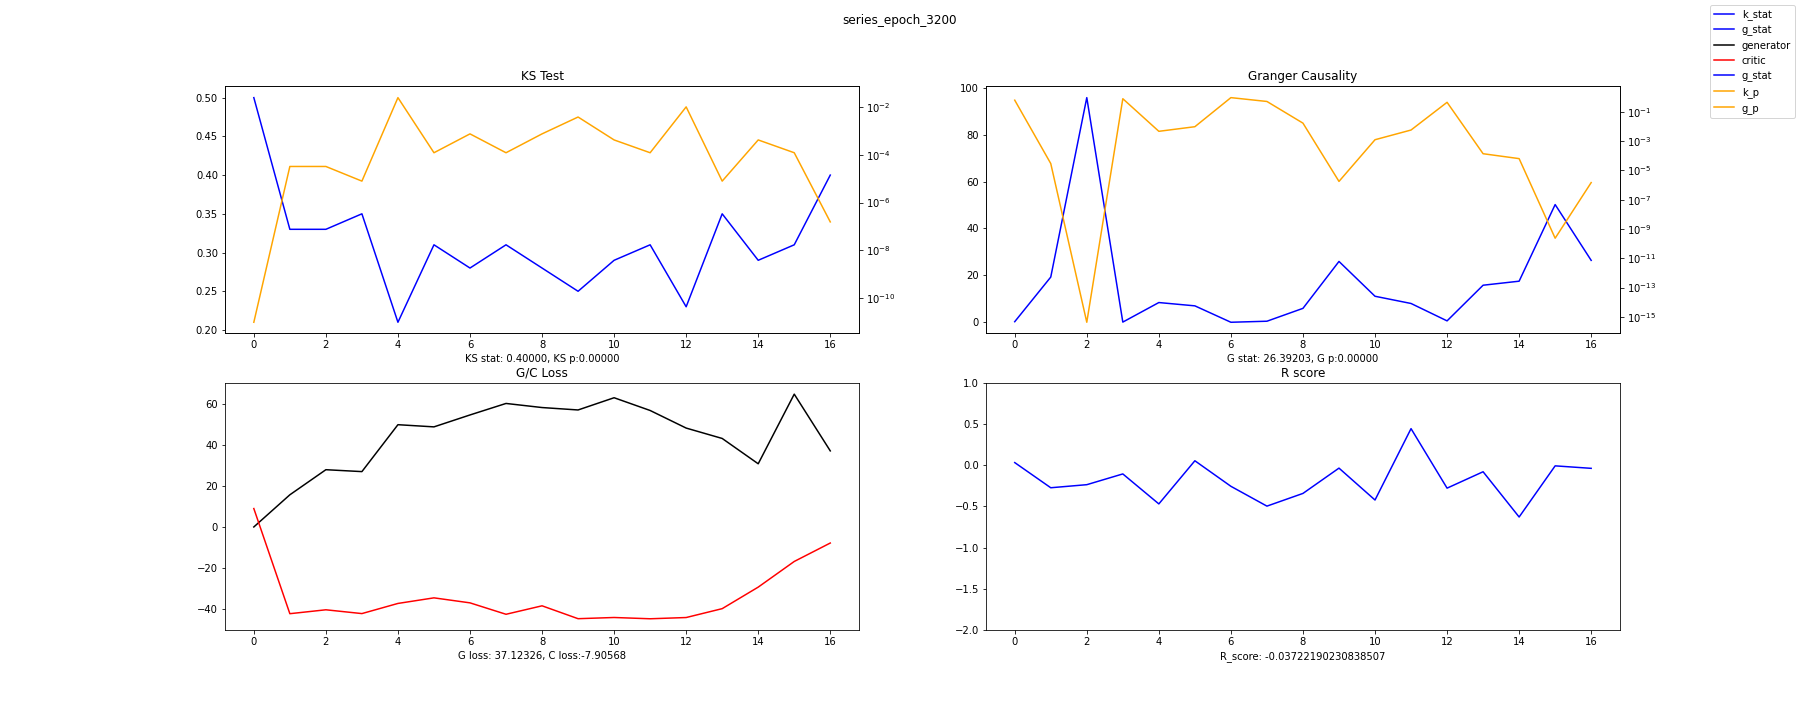 series_epoch_3200
k_stat
g_stat
generator
critic
g_stat
k_p
g_p
KS Test
0.50
0.45
0.40
0.35
0.30
0.25
0.20
10⁻²
10⁻⁴
10⁻⁶
10⁻⁸
10⁻¹⁰
0 2 4 6 8 10 12 14 16
KS stat: 0.40000, KS p:0.00000
Granger Causality
100
80
60
40
20
0
10⁻¹
10⁻³
10⁻⁵
10⁻⁷
10⁻⁹
10⁻¹¹
10⁻¹³
10⁻¹⁵
0 2 4 6 8 10 12 14 16
G stat: 26.39203, G p:0.00000
G/C Loss
60
40
20
0
−20
−40
0 2 4 6 8 10 12 14 16
G loss: 37.12326, C loss:-7.90568
R score
1.0
0.5
0.0
−0.5
−1.0
−1.5
−2.0
0 2 4 6 8 10 12 14 16
R_score: -0.03722190230838507